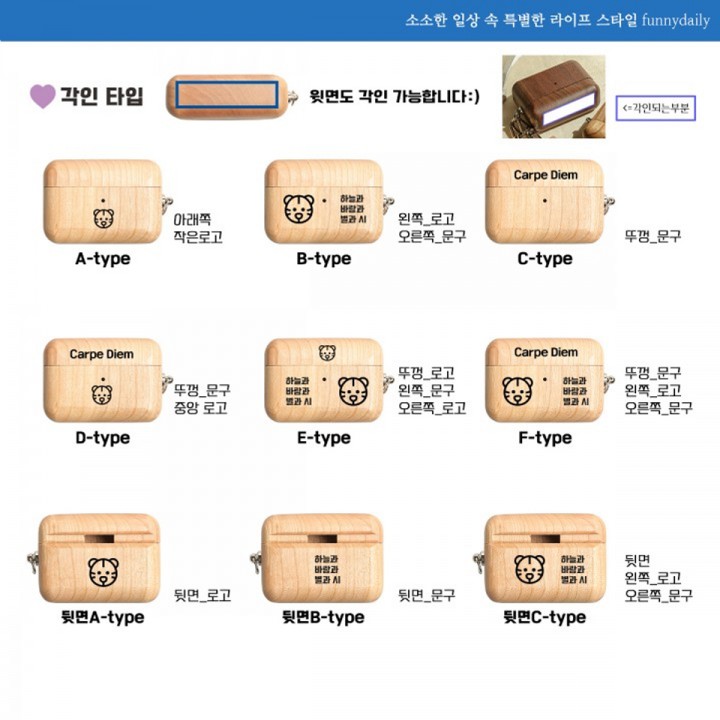 소소한 일상 속 특별한 라이프 스타일 funnydaily
각인 타입
윗면도 각인 가능합니다:)
<=각인되는부분
하늘과
바람과
별과 시
Carpe Diem
아래쪽
작은로고
왼쪽_로고
오른쪽_문구
뚜껑_문구
A-type
B-type
C-type
Carpe Diem
하늘과
바람과
별과 시
Carpe Diem
하늘과
바람과
별과 시
뚜껑_문구
중앙 로고
뚜껑_로고
왼쪽_문구
오른쪽_로고
뚜껑_문구
왼쪽_로고
오른쪽_문구
D-type
E-type
F-type
하늘과
바람과
별과 시
하늘과
바람과
별과 시
뒷면_로고
뒷면_문구
뒷면
왼쪽_로고
오른쪽_문구
뒷면A-type
뒷면B-type
뒷면C-type